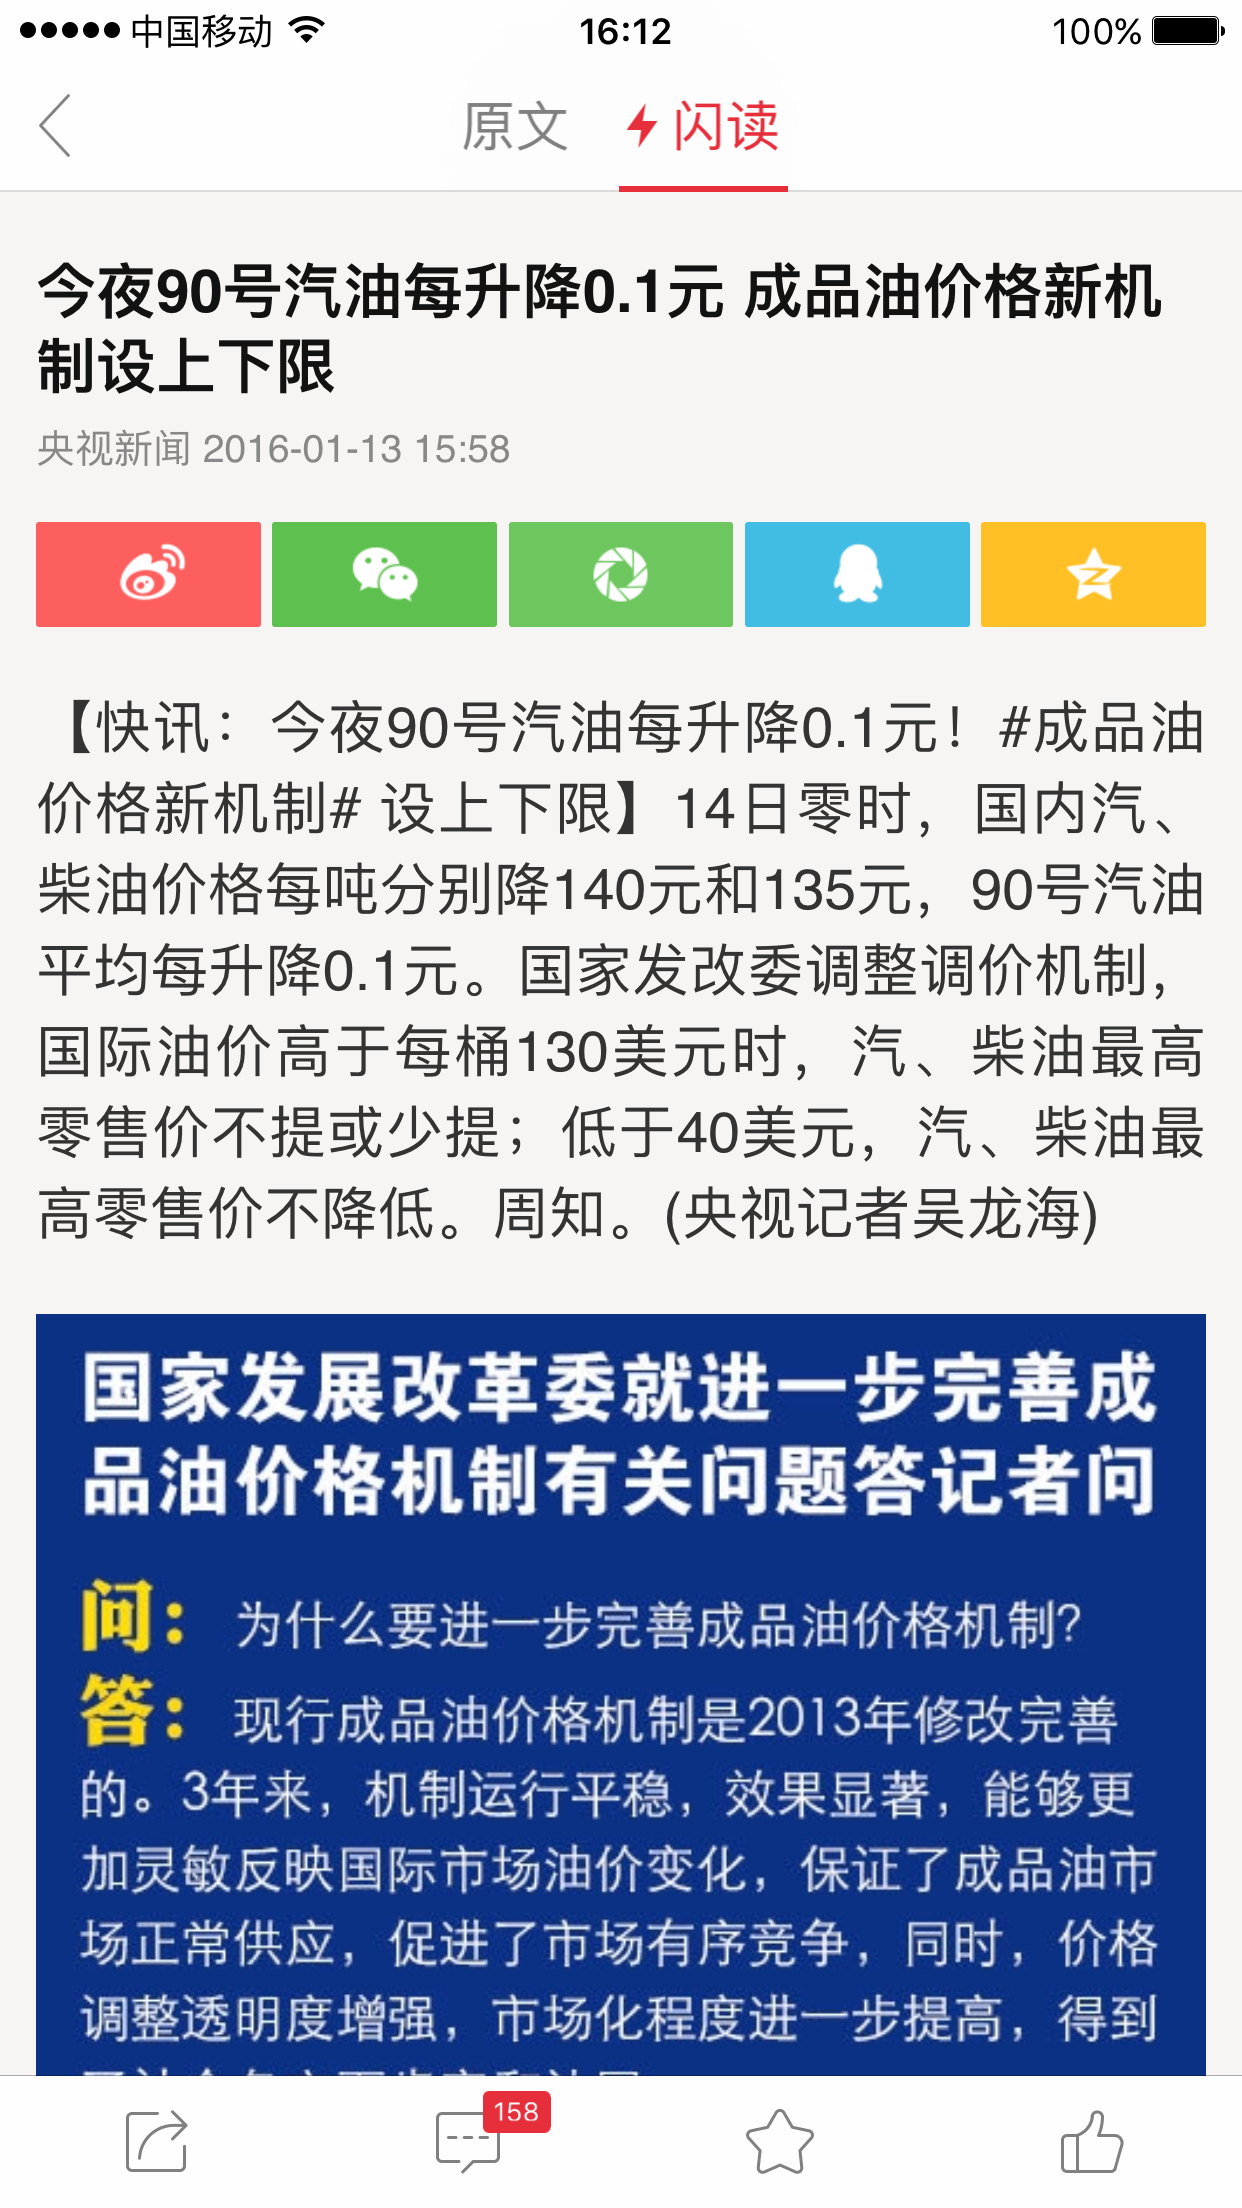 中国移动 16:12 100%
原文 闪读
今夜90号汽油每升降0.1元 成品油价格新机
制设上下限
央视新闻 2016-01-13 15:58
【快讯：今夜90号汽油每升降0.1元！#成品油
价格新机制# 设上下限】14日零时，国内汽、
柴油价格每吨分别降140元和135元，90号汽油
平均每升降0.1元。国家发改委调整调价机制，
国际油价高于每桶130美元时，汽、柴油最高
零售价不提或少提；低于40美元，汽、柴油最
高零售价不降低。周知。(央视记者吴龙海)
国家发展改革委就进一步完善成
品油价格机制有关问题答记者问
问：为什么要进一步完善成品油价格机制?
答：现行成品油价格机制是2013年修改完善
的。3年来，机制运行平稳，效果显著，能够更
加灵敏反映国际市场油价变化，保证了成品油市
场正常供应，促进了市场有序竞争，同时，价格
调整透明度增强，市场化程度进一步提高，得到
158